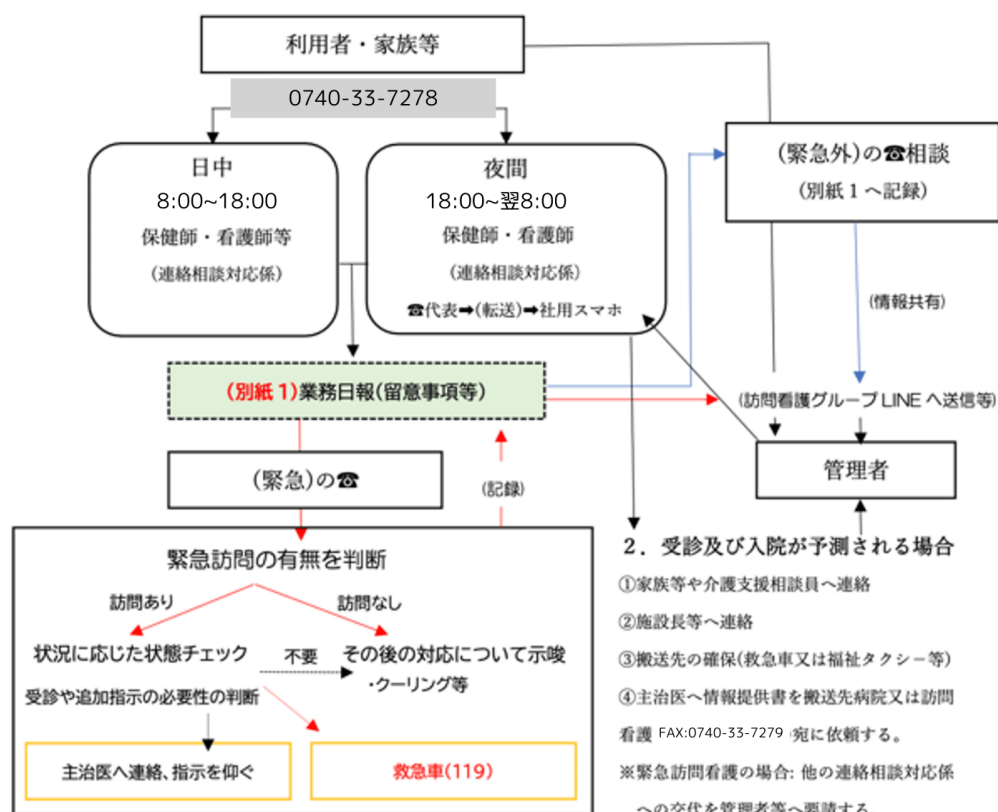 利用者・家族等
0740-33-7278
日中
8:00~18:00
保健師・看護師等
(連絡相談対応係)
夜間
18:00~翌8:00
保健師・看護師
(連絡相談対応係)
☎代表➡(転送)➡社用スマホ
(緊急外)の☎相談
(別紙1へ記録)
(情報共有)
(別紙1)業務日報(留意事項等)
(訪問看護グループLINEへ送信等)
管理者
(緊急)の☎
(記録)
緊急訪問の有無を判断
訪問あり
訪問なし
状況に応じた状態チェック
不要
その後の対応について示唆
・クーリング等
受診や追加指示の必要性の判断
主治医へ連絡、指示を仰ぐ
救急車(119)
2．受診及び入院が予測される場合
①家族等や介護支援相談員へ連絡
②施設長等へ連絡
③搬送先の確保(救急車又は福祉タクシー等)
④主治医へ情報提供書を搬送先病院又は訪問
看護 FAX:0740-33-7279 宛に依頼する。
※緊急訪問看護の場合: 他の連絡相談対応係
への交代を管理者等へ要請する